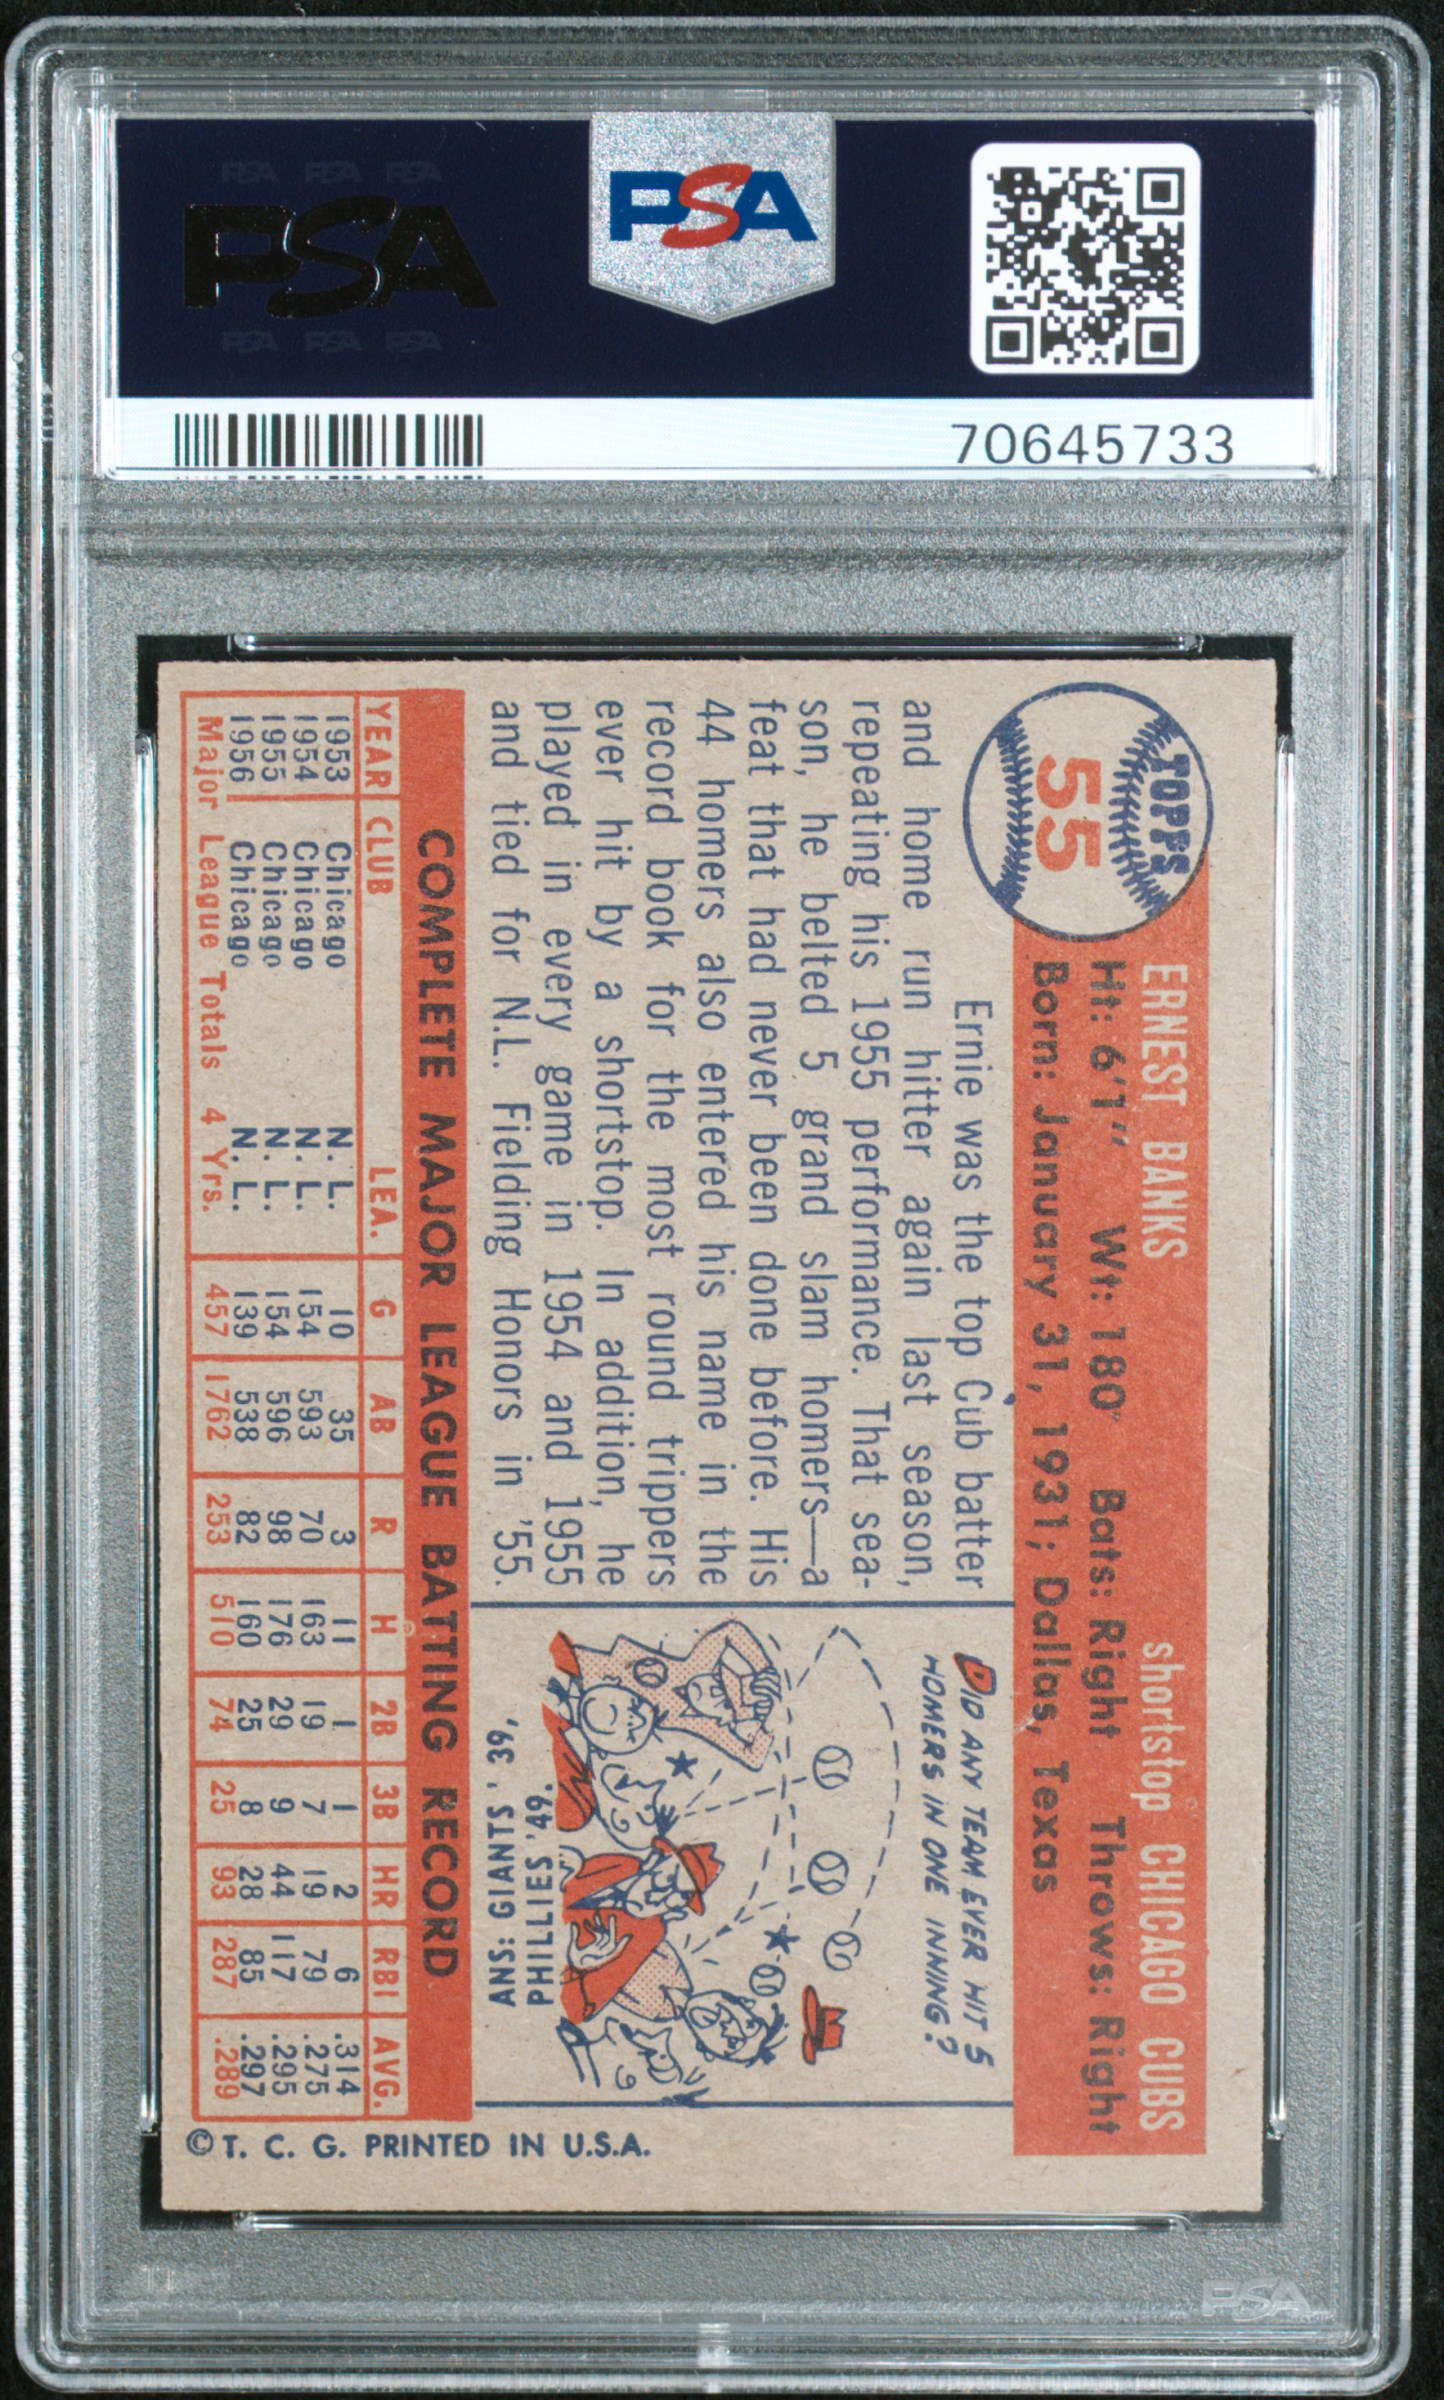 PSA PSA PSA
PSA
PSA PSA PSA
PSA
70645733
TOPPS
55
ERNEST BANKS shortstop CHICAGO CUBS
Ht: 6'1" Wt: 180 Bats: Right Throws: Right
Born: January 31, 1931; Dallas, Texas
Ernie was the top Cub batter
and home run hitter again last season,
repeating his 1955 performance. That sea-
son, he belted 5 grand slam homers—a
feat that had never been done before. His
44 homers also entered his name in the
record book for the most round trippers
ever hit by a shortstop. In addition, he
played in every game in 1954 and 1955
and tied for N.L. Fielding Honors in '55.
DID ANY TEAM EVER HIT 5
HOMERS IN ONE INNING?
ANS: GIANTS, '39,
PHILLIES '49.
COMPLETE MAJOR LEAGUE BATTING RECORD
YEAR CLUB LEA. G AB R H 2B 3B HR RBI AVG.
1953 Chicago N. L. 10 35 3 11 1 1 2 6 .314
1954 Chicago N. L. 154 593 70 163 19 7 19 79 .275
1955 Chicago N. L. 154 596 98 176 29 9 44 117 .295
1956 Chicago N. L. 139 538 82 160 25 8 28 85 .297
Major League Totals 4 Yrs. 457 1762 253 510 74 25 93 287 .289
© T. C. G. PRINTED IN U.S.A.
PSA